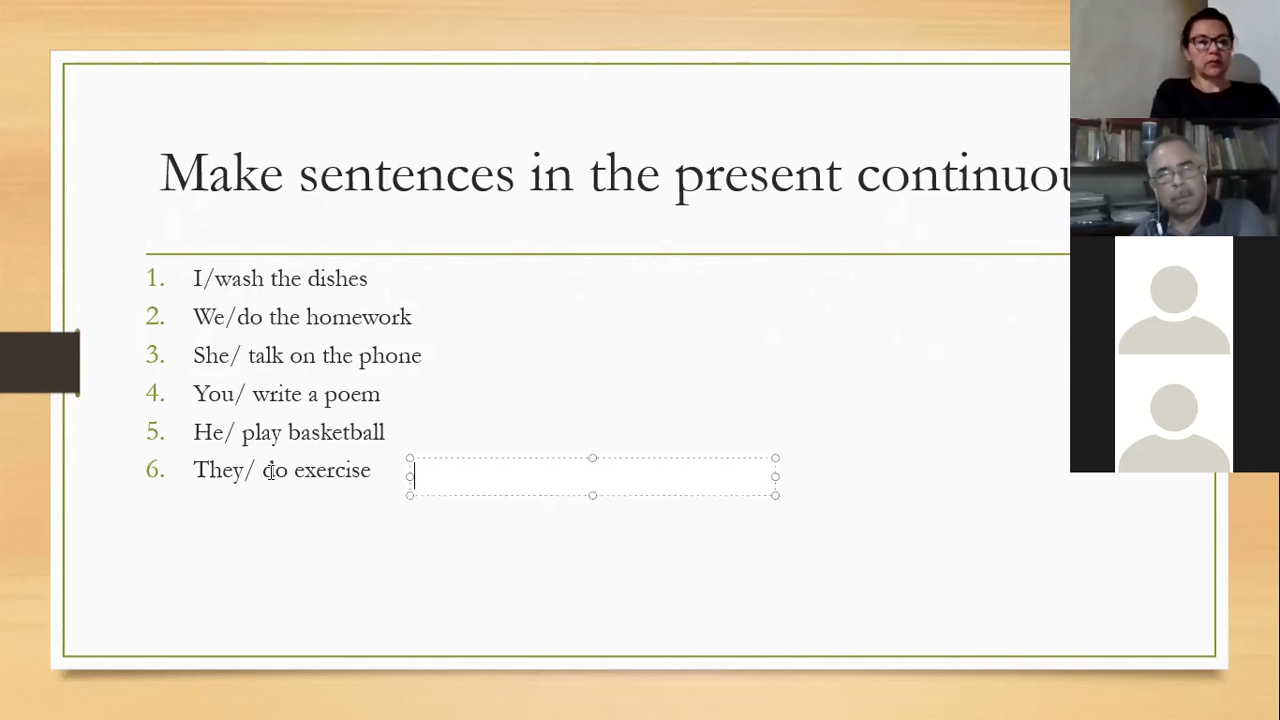 Make sentences in the present continuou
1. I/wash the dishes
2. We/do the homework
3. She/ talk on the phone
4. You/ write a poem
5. He/ play basketball
6. They/ do exercise